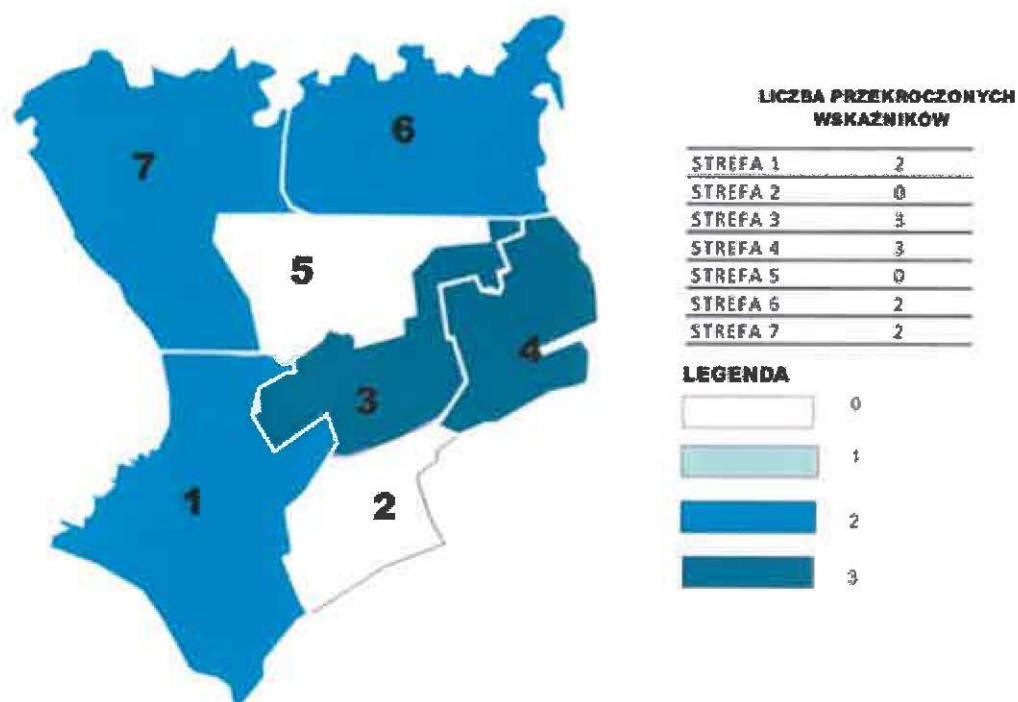 6
7
5
4
3
2
1
LICZBA PRZEKROCZONYCH
WSKAŹNIKÓW
STREFA 1 2
STREFA 2 0
STREFA 3 3
STREFA 4 3
STREFA 5 0
STREFA 6 2
STREFA 7 2
LEGENDA
0
1
2
3